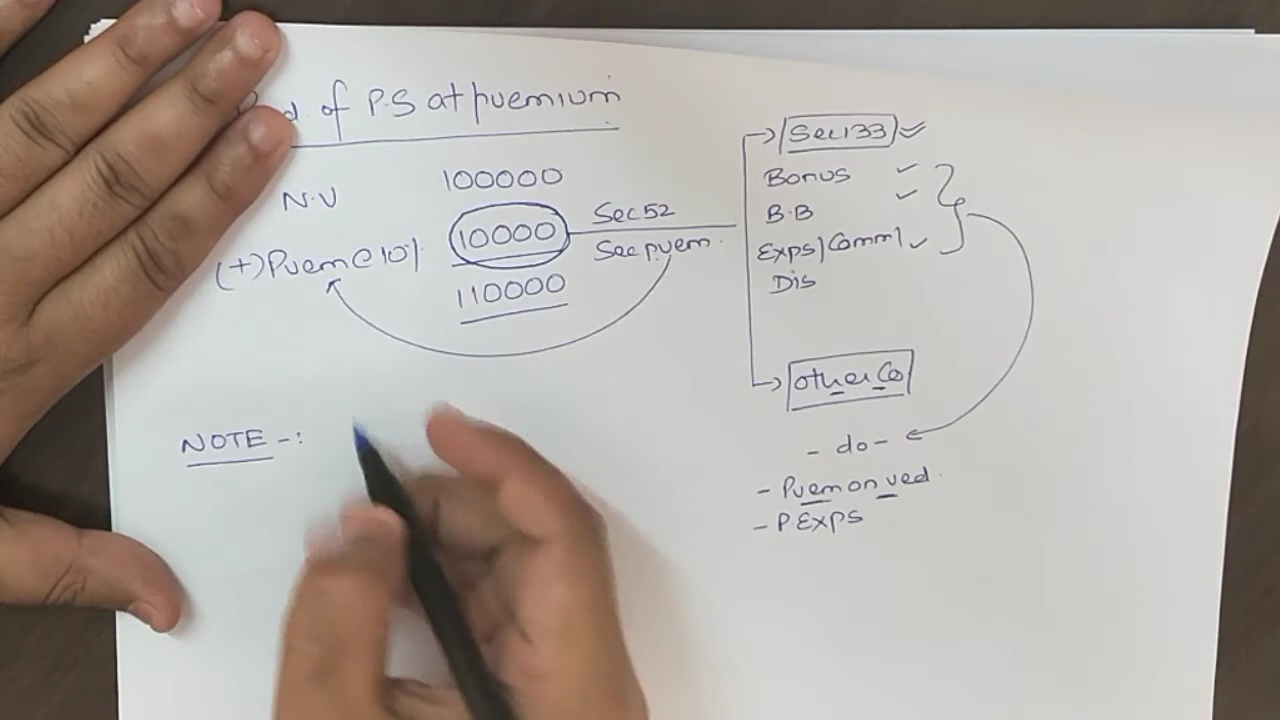 d. of P.S at premium
N.V 100000
(+) Prem@10% 10000
110000
Sec 52
Sec prem.
Sec 133
Bonus
B.B
Exps/Comm
Dis
other Co
- do -
- Prem on red.
- P Exps
NOTE -: